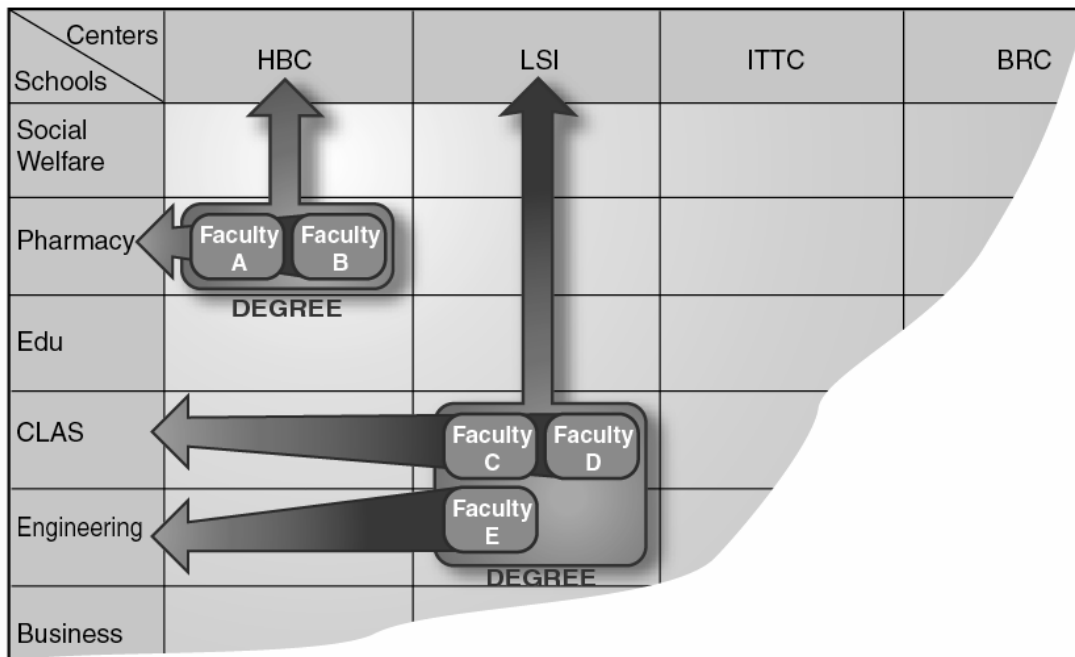 Centers
Schools
HBC
LSI
ITTC
BRC
Social
Welfare
Pharmacy
Faculty
A
Faculty
B
DEGREE
Edu
CLAS
Faculty
C
Faculty
D
Engineering
Faculty
E
DEGREE
Business